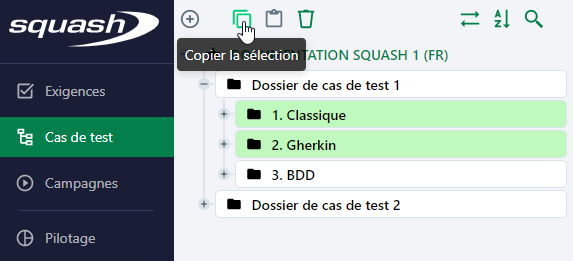 squash
Copier la sélection
TATION SQUASH 1 (FR)
Exigences
Cas de test
Campagnes
Pilotage
Dossier de cas de test 1
1. Classique
2. Gherkin
3. BDD
Dossier de cas de test 2